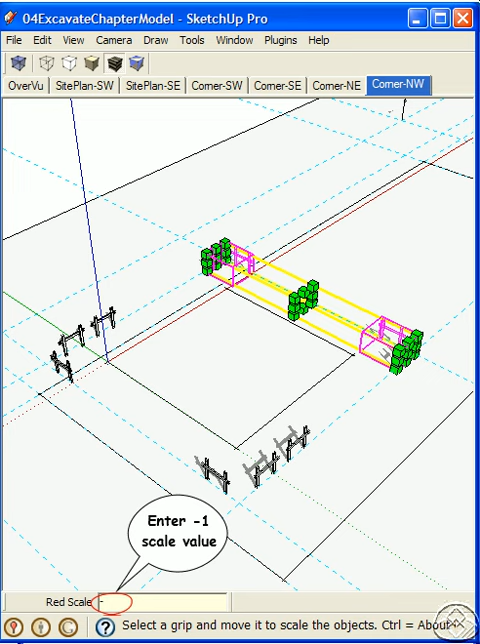 04ExcavateChapterModel - SketchUp Pro
File Edit View Camera Draw Tools Window Plugins Help
OverVu SitePlan-SW SitePlan-SE Corner-SW Corner-SE Corner-NE Corner-NW
Enter -1
scale value
Red Scale -
Select a grip and move it to scale the objects. Ctrl = About